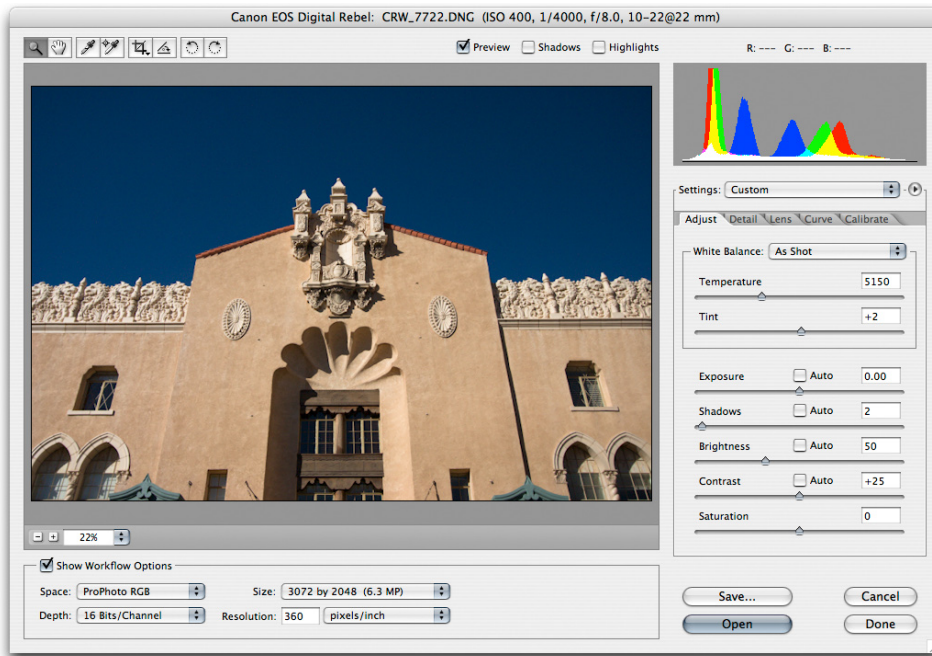 Canon EOS Digital Rebel: CRW_7722.DNG (ISO 400, 1/4000, f/8.0, 10-22@22 mm)
Preview Shadows Highlights R: --- G: --- B: ---
Settings: Custom
Adjust Detail Lens Curve Calibrate
White Balance: As Shot
Temperature 5150
Tint +2
Exposure Auto 0.00
Shadows Auto 2
Brightness Auto 50
Contrast Auto +25
Saturation 0
22%
Show Workflow Options
Space: ProPhoto RGB Size: 3072 by 2048 (6.3 MP)
Depth: 16 Bits/Channel Resolution: 360 pixels/inch
Save... Cancel
Open Done